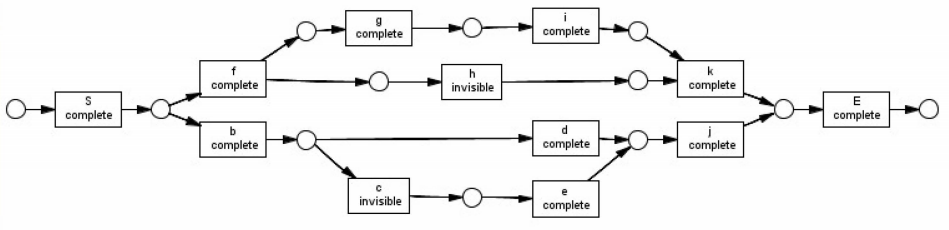 g
complete
i
complete
f
complete
h
invisible
k
complete
S
complete
E
complete
b
complete
d
complete
j
complete
c
invisible
e
complete